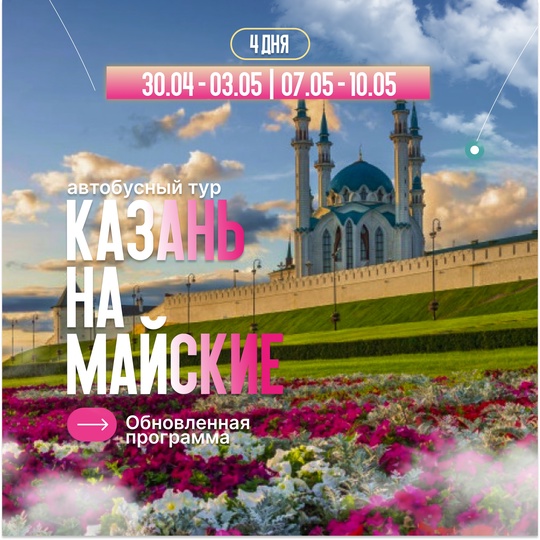 4 ДНЯ
30.04 - 03.05 | 07.05 - 10.05
автобусный тур
КАЗАНЬ
НА
МАЙСКИЕ
Обновленная
программа